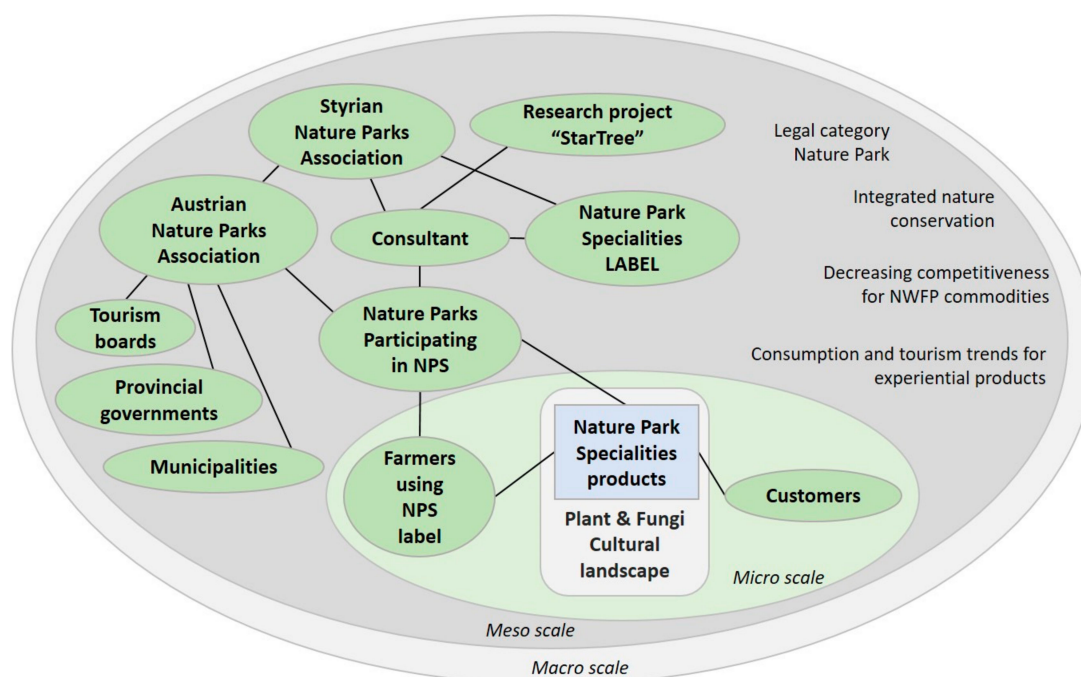 Styrian
Nature Parks
Association
Research project
“StarTree”
Legal category
Nature Park
Austrian
Nature Parks
Association
Consultant
Nature Park
Specialities
LABEL
Integrated nature
conservation
Decreasing competitiveness
for NWFP commodities
Tourism
boards
Nature Parks
Participating
in NPS
Consumption and tourism trends for
experiential products
Provincial
governments
Municipalities
Farmers
using
NPS
label
Nature Park
Specialities
products
Customers
Plant & Fungi
Cultural
landscape
Micro scale
Meso scale
Macro scale